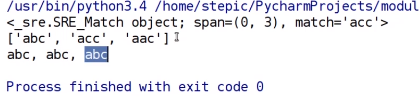 /usr/bin/python3.4 /home/stepic/PycharmProjects/modul
<_sre.SRE_Match object; span=(0, 3), match='acc'>
['abc', 'acc', 'aac']
abc, abc, abc
Process finished with exit code 0